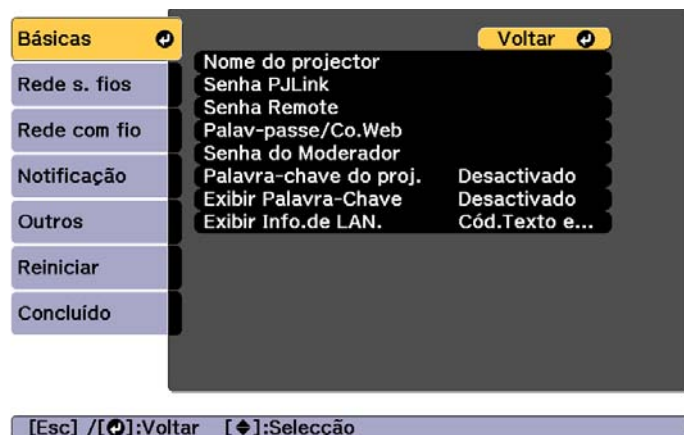 Básicas
Rede s. fios
Rede com fio
Notificação
Outros
Reiniciar
Concluído
Voltar
Nome do projector
Senha PJLink
Senha Remote
Palav-passe/Co.Web
Senha do Moderador
Palavra-chave do proj. Desactivado
Exibir Palavra-Chave Desactivado
Exibir Info.de LAN. Cód.Texto e...
[Esc] /[↵]:Voltar [◆]:Selecção